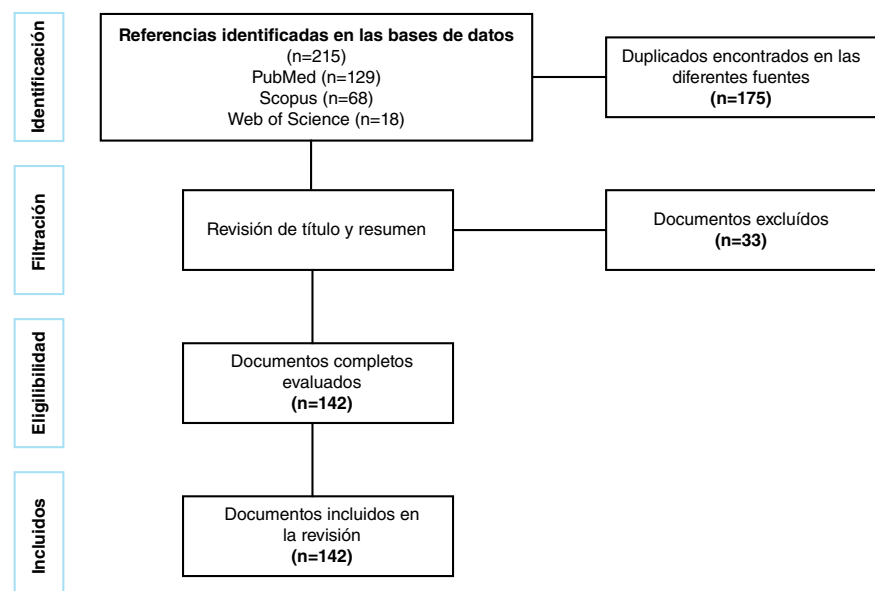 Identificación
Referencias identificadas en las bases de datos
(n=215)
PubMed (n=129)
Scopus (n=68)
Web of Science (n=18)
Duplicados encontrados en las
diferentes fuentes
(n=175)
Filtración
Revisión de título y resumen
Documentos excluídos
(n=33)
Eligilibilidad
Documentos completos
evaluados
(n=142)
Incluidos
Documentos incluidos en
la revisión
(n=142)